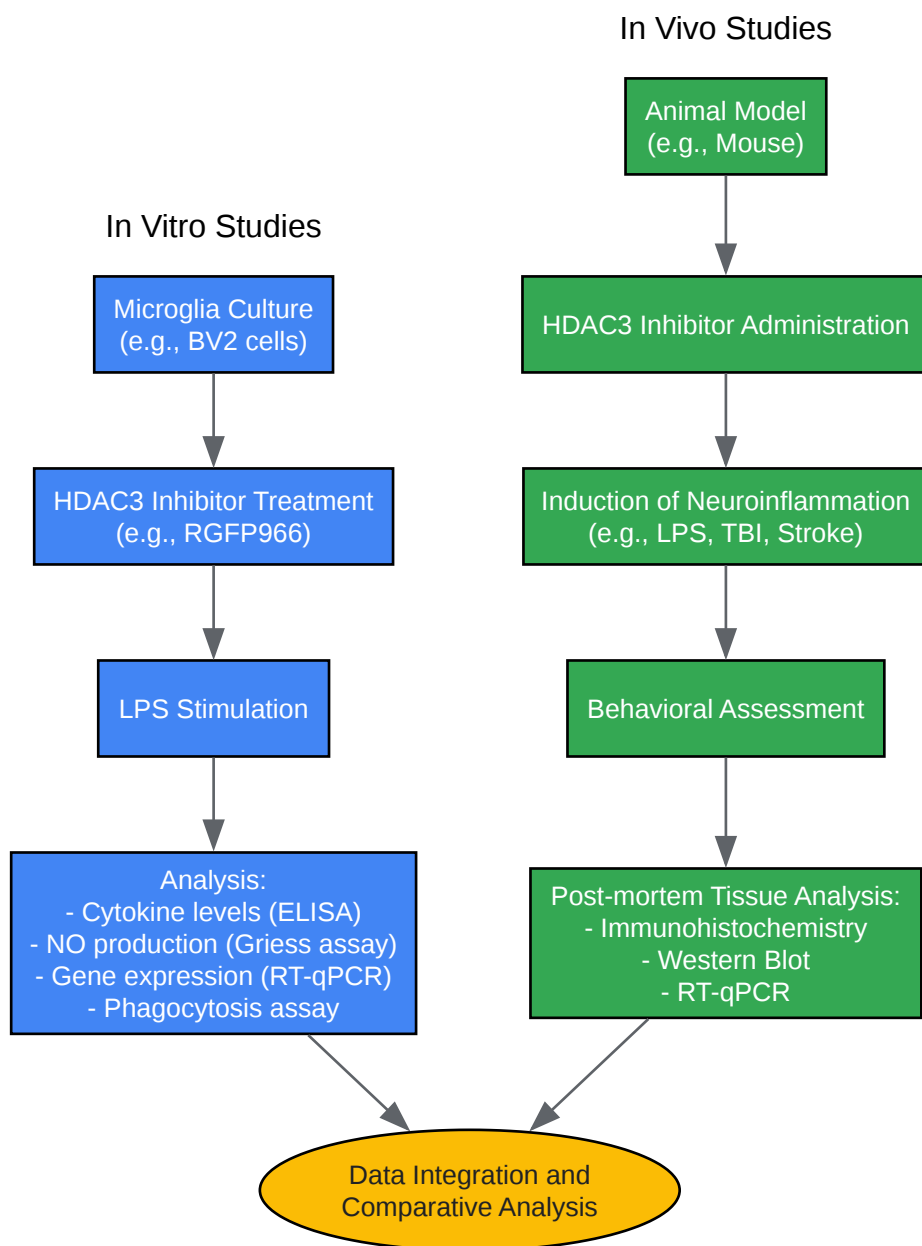 In Vitro Studies
Microglia Culture
(e.g., BV2 cells)
HDAC3 Inhibitor Treatment
(e.g., RGFP966)
LPS Stimulation
Analysis:
- Cytokine levels (ELISA)
- NO production (Griess assay)
- Gene expression (RT-qPCR)
- Phagocytosis assay
In Vivo Studies
Animal Model
(e.g., Mouse)
HDAC3 Inhibitor Administration
Induction of Neuroinflammation
(e.g., LPS, TBI, Stroke)
Behavioral Assessment
Post-mortem Tissue Analysis:
- Immunohistochemistry
- Western Blot
- RT-qPCR
Data Integration and
Comparative Analysis